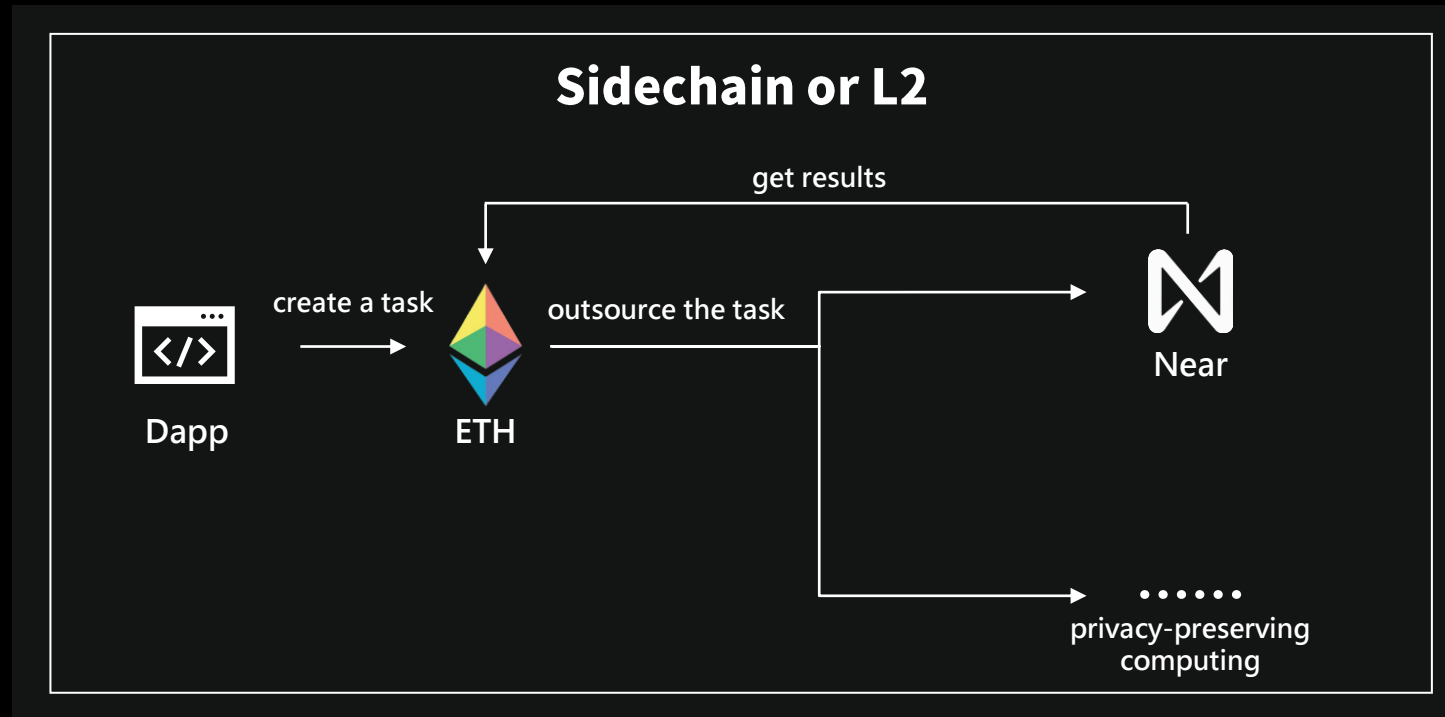 Sidechain or L2
get results
create a task
outsource the task
</>
Near
Dapp
ETH
privacy-preserving
computing